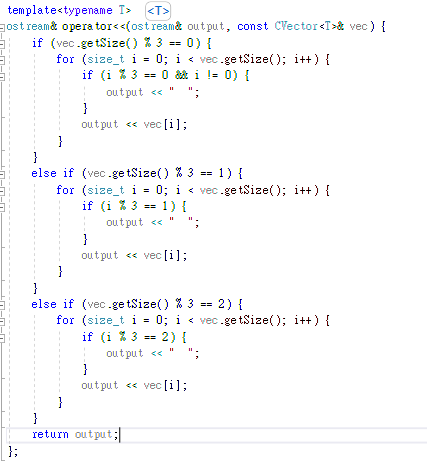 template<typename T> <T>
ostream& operator<<(ostream& output, const CVector<T>& vec) {
    if (vec.getSize() % 3 == 0) {
        for (size_t i = 0; i < vec.getSize(); i++) {
            if (i % 3 == 0 && i != 0) {
                output << "  ";
            }
            output << vec[i];
        }
    }
    else if (vec.getSize() % 3 == 1) {
        for (size_t i = 0; i < vec.getSize(); i++) {
            if (i % 3 == 1) {
                output << "  ";
            }
            output << vec[i];
        }
    }
    else if (vec.getSize() % 3 == 2) {
        for (size_t i = 0; i < vec.getSize(); i++) {
            if (i % 3 == 2) {
                output << "  ";
            }
            output << vec[i];
        }
    }
    return output;
};